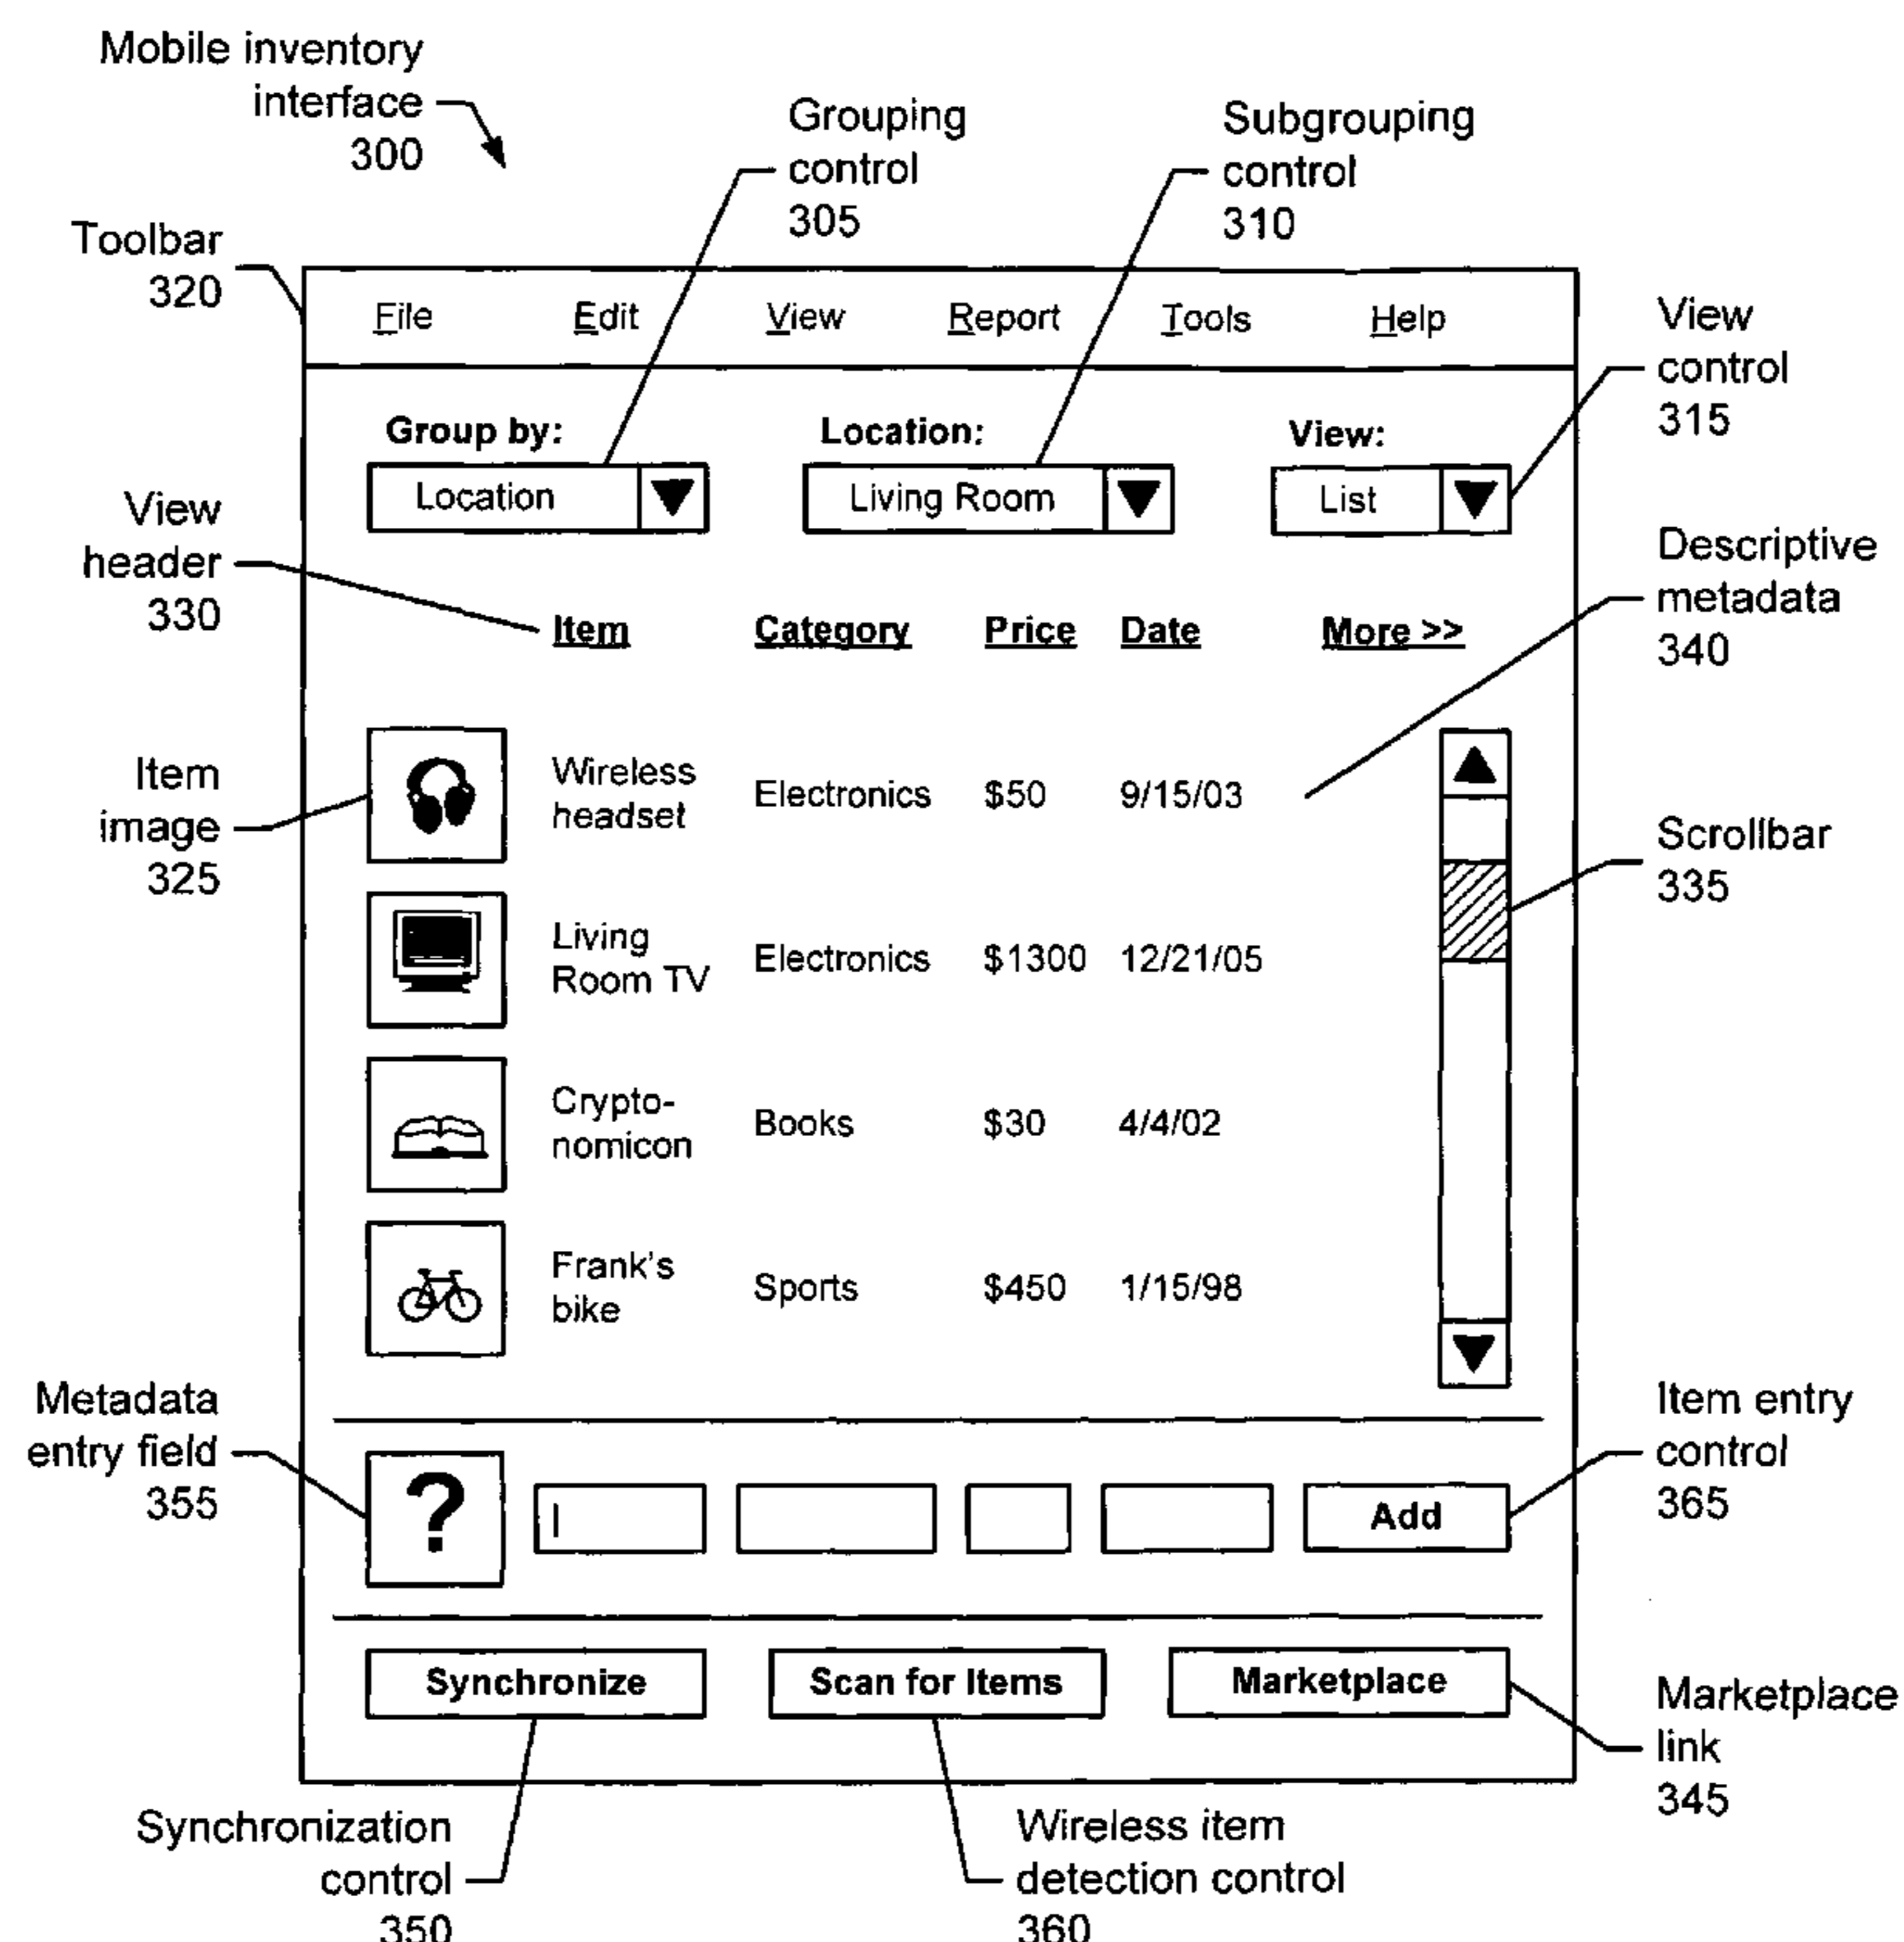 Mobile inventory
interface
300
Grouping
control
305
Subgrouping
control
310
Toolbar
320
File Edit View Report Tools Help
View
control
315
Group by: Location: View:
Location Living Room List
View
header
330
Descriptive
metadata
340
Item Category Price Date More >>
Item
image
325
Wireless
headset
Electronics $50 9/15/03
Scrollbar
335
Living
Room TV
Electronics $1300 12/21/05
Crypto-
nomicon
Books $30 4/4/02
Frank's
bike
Sports $450 1/15/98
Metadata
entry field
355
Item entry
control
365
? Add
Synchronize Scan for Items Marketplace
Marketplace
link
345
Synchronization
control
350
Wireless item
detection control
360